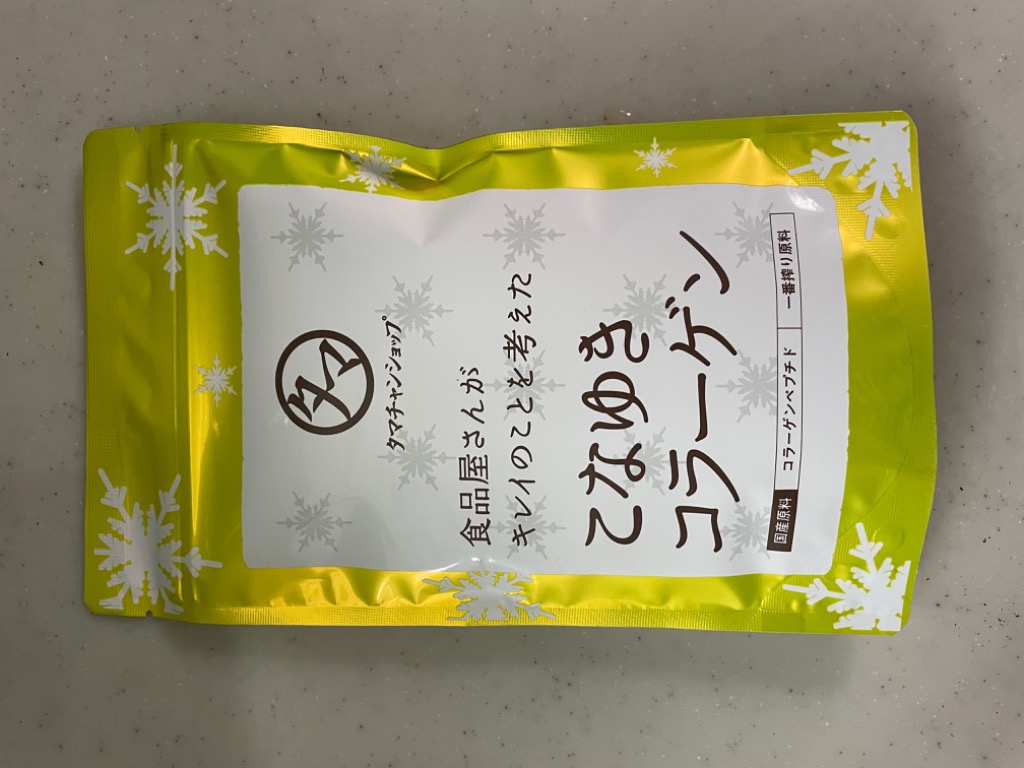 タマ
タマチャンショップ
食品屋さんが
キレイのことを考えた
こなゆき
コラーゲン
国産原料 コラーゲンペプチド 一番搾り原料